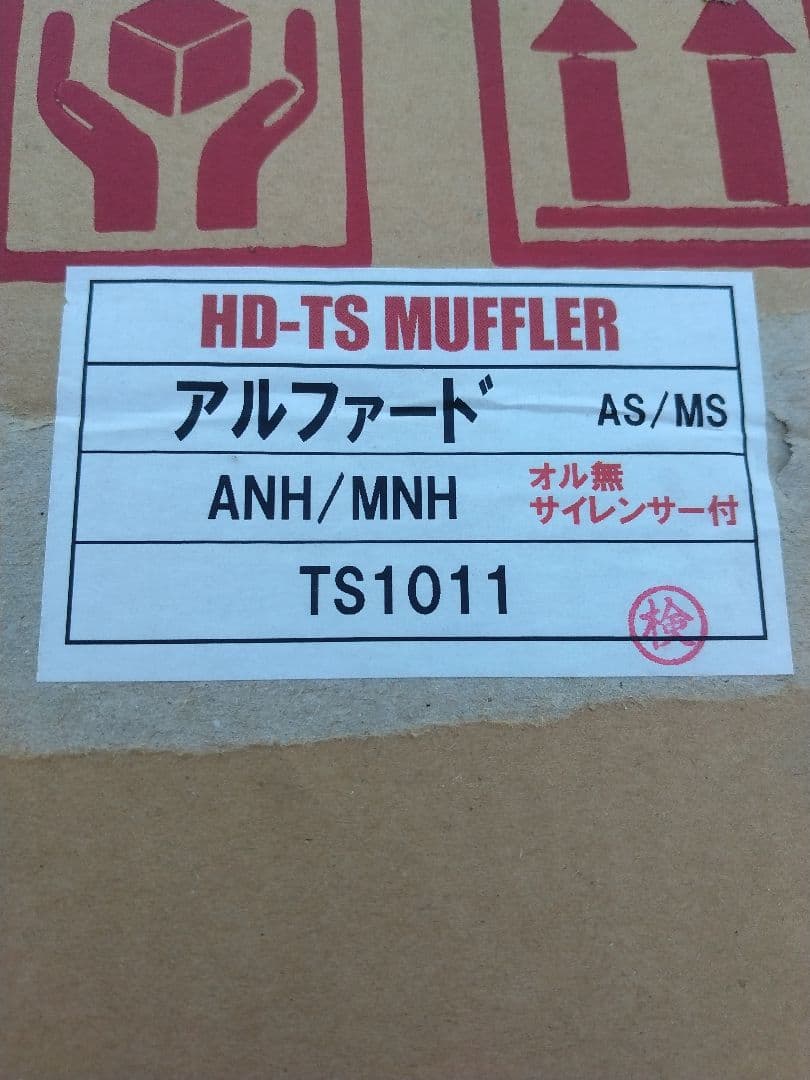 HD-TS MUFFLER
アルファード AS/MS
ANH/MNH オル無
サイレンサー付
TS1011
検